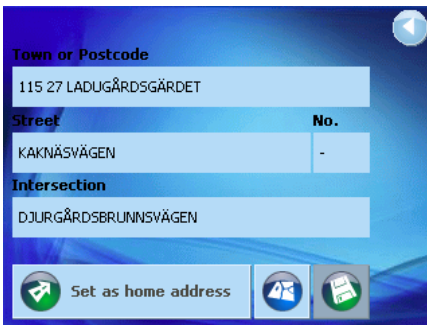 Town or Postcode
115 27 LADUGÅRDSGÄRDET
Street No.
KAKNÄSVÄGEN -
Intersection
DJURGÅRDSBRUNNSVÄGEN
Set as home address